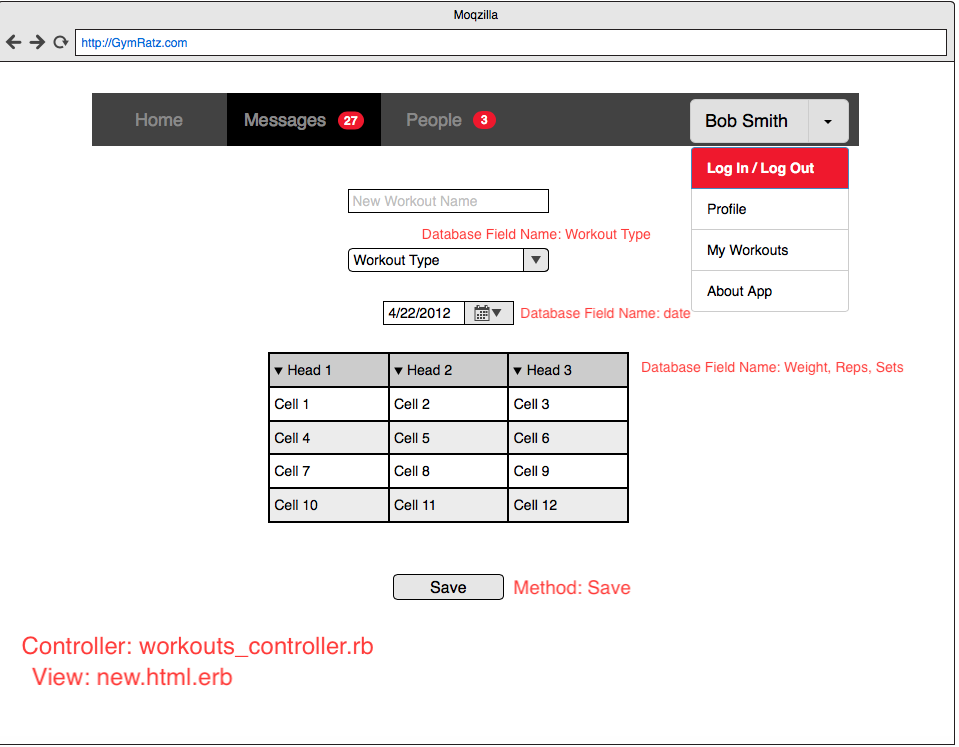 Moqzilla
http://GymRatz.com
Home Messages 27 People 3 Bob Smith
Log In / Log Out
Profile
My Workouts
About App
New Workout Name
Database Field Name: Workout Type
Workout Type
4/22/2012 Database Field Name: date
Database Field Name: Weight, Reps, Sets
Head 1 Head 2 Head 3
Cell 1 Cell 2 Cell 3
Cell 4 Cell 5 Cell 6
Cell 7 Cell 8 Cell 9
Cell 10 Cell 11 Cell 12
Save Method: Save
Controller: workouts_controller.rb
View: new.html.erb